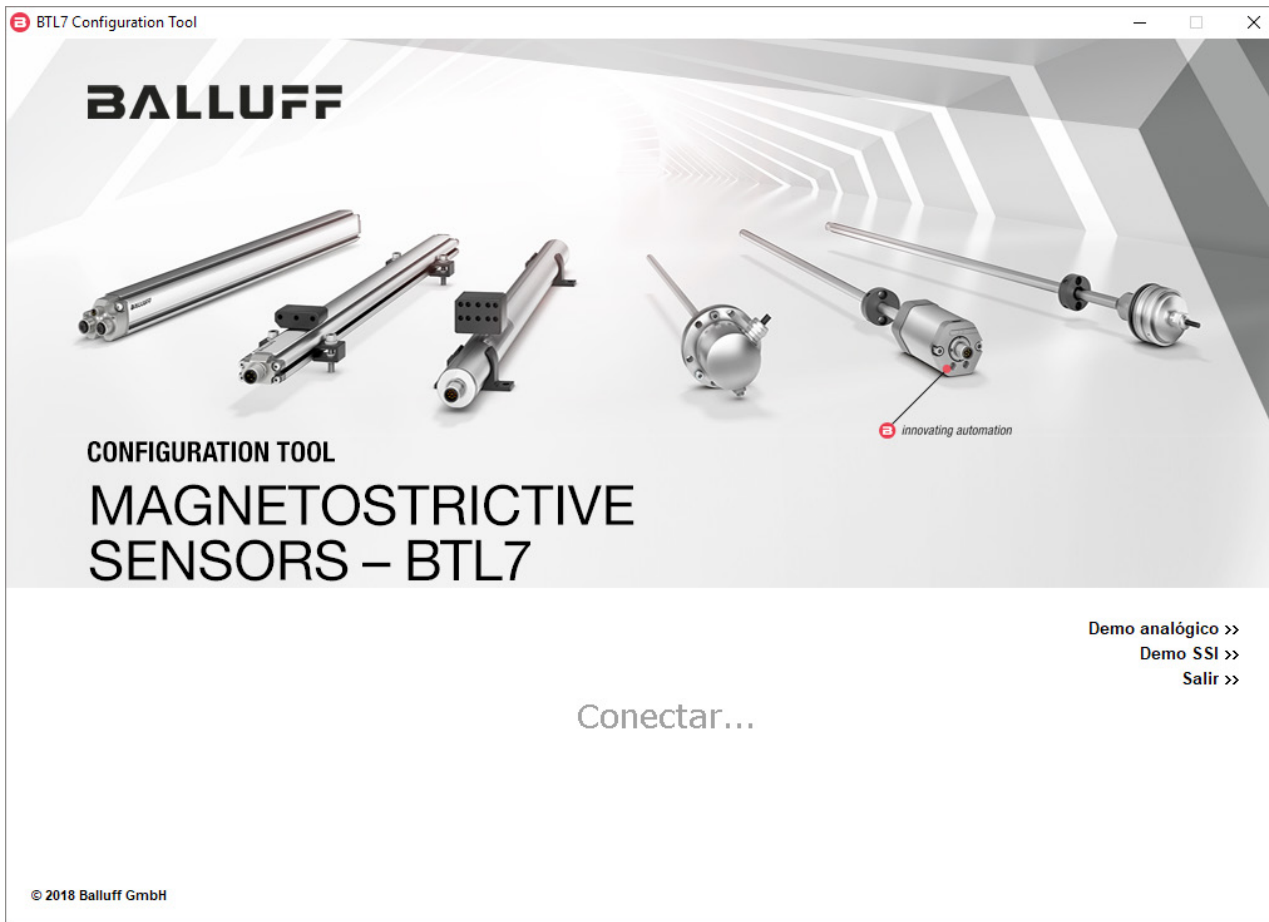 BTL7 Configuration Tool
BALLUFF
BALLUFF
innovating automation
CONFIGURATION TOOL
MAGNETOSTRICTIVE
SENSORS – BTL7
Demo analógico >>
Demo SSI >>
Salir >>
Conectar...
© 2018 Balluff GmbH